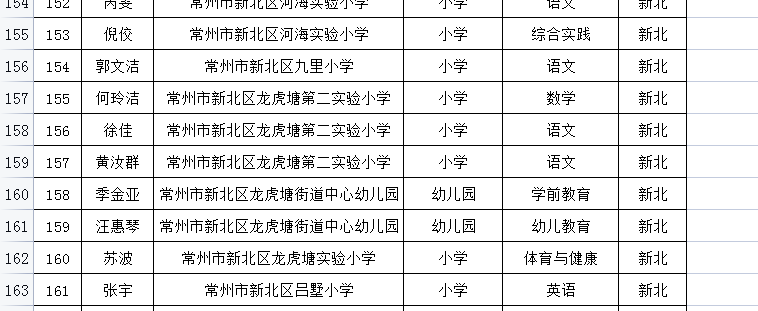 154 152 芮雯 常州市新北区河海实验小学 小学 语文 新北
155 153 倪佼 常州市新北区河海实验小学 小学 综合实践 新北
156 154 郭文洁 常州市新北区九里小学 小学 语文 新北
157 155 何玲洁 常州市新北区龙虎塘第二实验小学 小学 数学 新北
158 156 徐佳 常州市新北区龙虎塘第二实验小学 小学 语文 新北
159 157 黄汝群 常州市新北区龙虎塘第二实验小学 小学 语文 新北
160 158 季金亚 常州市新北区龙虎塘街道中心幼儿园 幼儿园 学前教育 新北
161 159 汪惠琴 常州市新北区龙虎塘街道中心幼儿园 幼儿园 幼儿教育 新北
162 160 苏波 常州市新北区龙虎塘实验小学 小学 体育与健康 新北
163 161 张宇 常州市新北区吕墅小学 小学 英语 新北